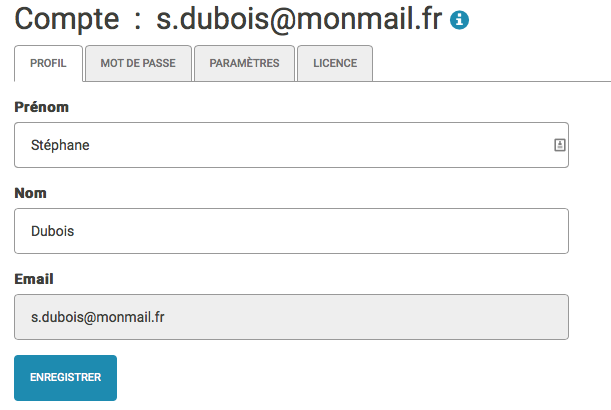 Compte : s.dubois@monmail.fr
PROFIL MOT DE PASSE PARAMÈTRES LICENCE
Prénom
Stéphane
Nom
Dubois
Email
s.dubois@monmail.fr
ENREGISTRER